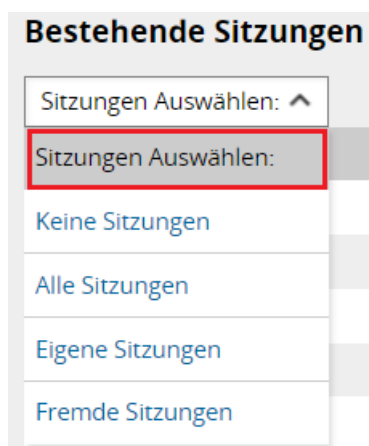 Bestehende Sitzungen
Sitzungen Auswählen:
Sitzungen Auswählen:
Keine Sitzungen
Alle Sitzungen
Eigene Sitzungen
Fremde Sitzungen